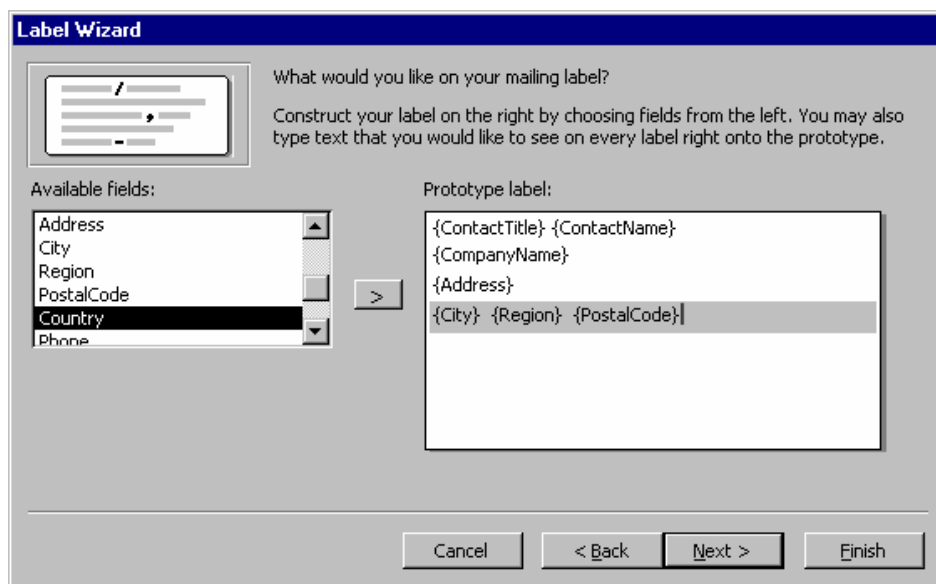 Label Wizard
What would you like on your mailing label?
Construct your label on the right by choosing fields from the left. You may also
type text that you would like to see on every label right onto the prototype.
Available fields:
Address
City
Region
PostalCode
Country
Phone
>
Prototype label:
{ContactTitle} {ContactName}
{CompanyName}
{Address}
{City}  {Region}  {PostalCode}
Cancel
< Back
Next >
Finish